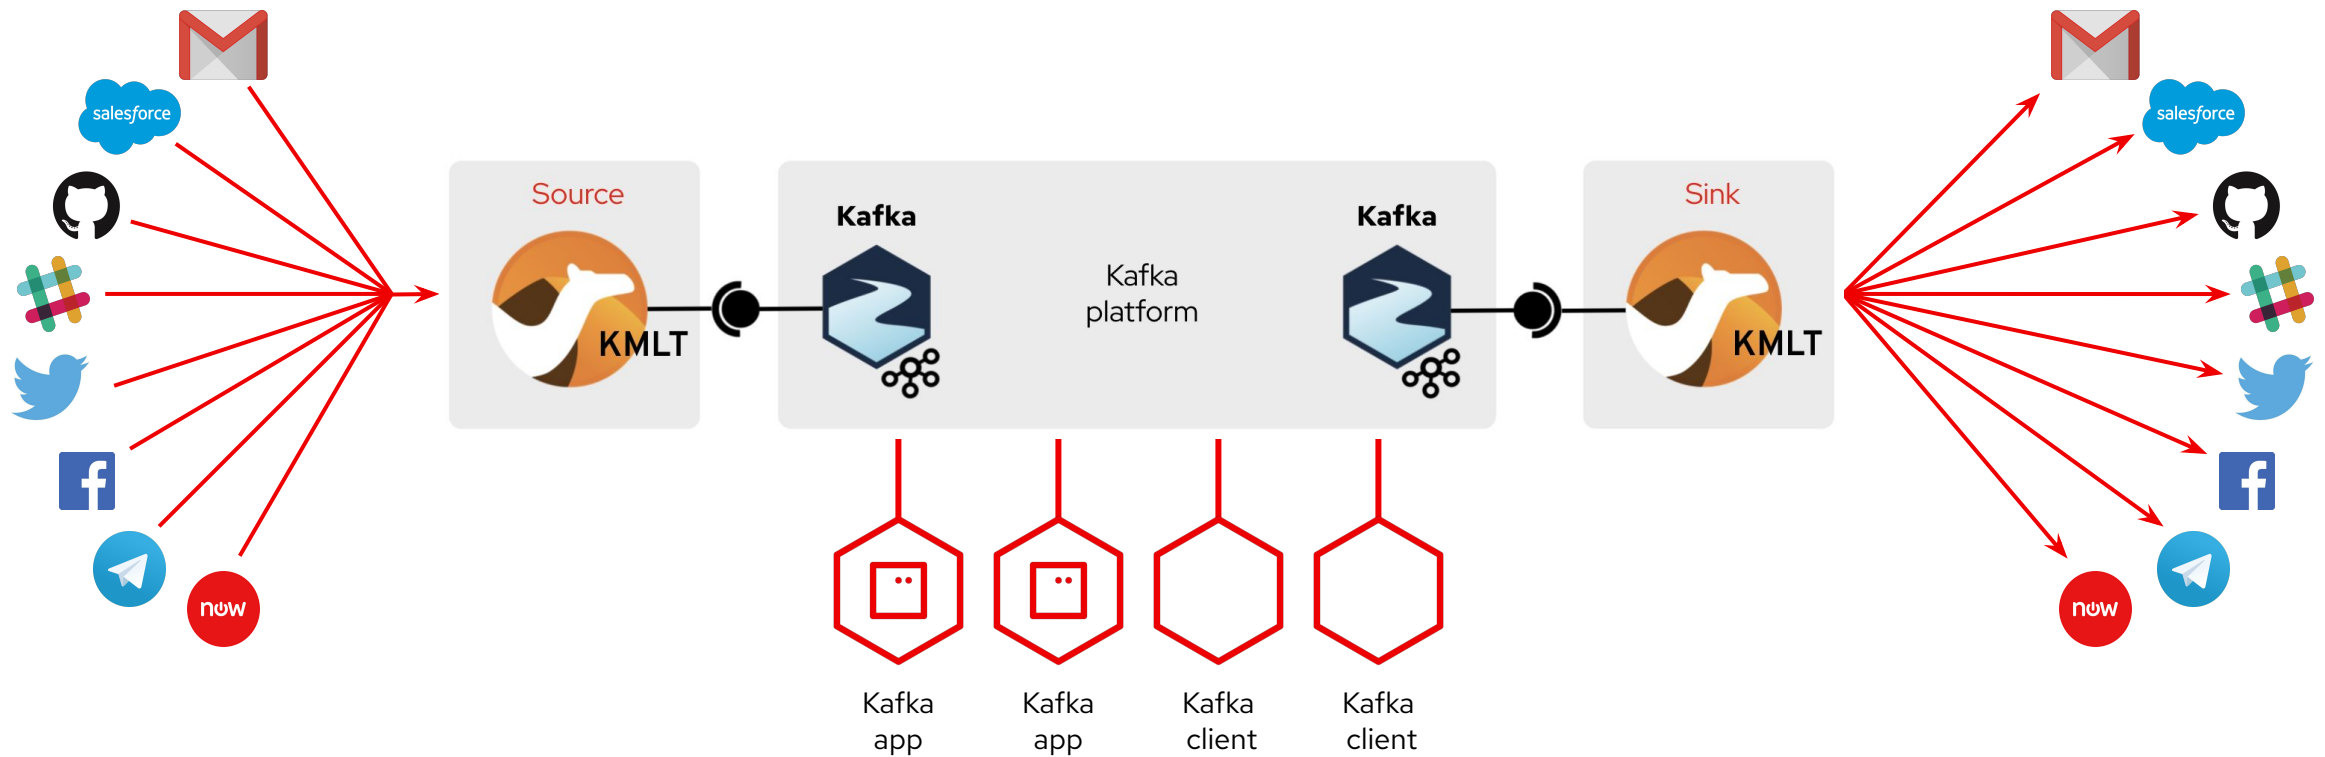 salesforce
now
Source
KMLT
Kafka
Kafka
platform
Kafka
Sink
KMLT
salesforce
now
Kafka
app
Kafka
app
Kafka
client
Kafka
client